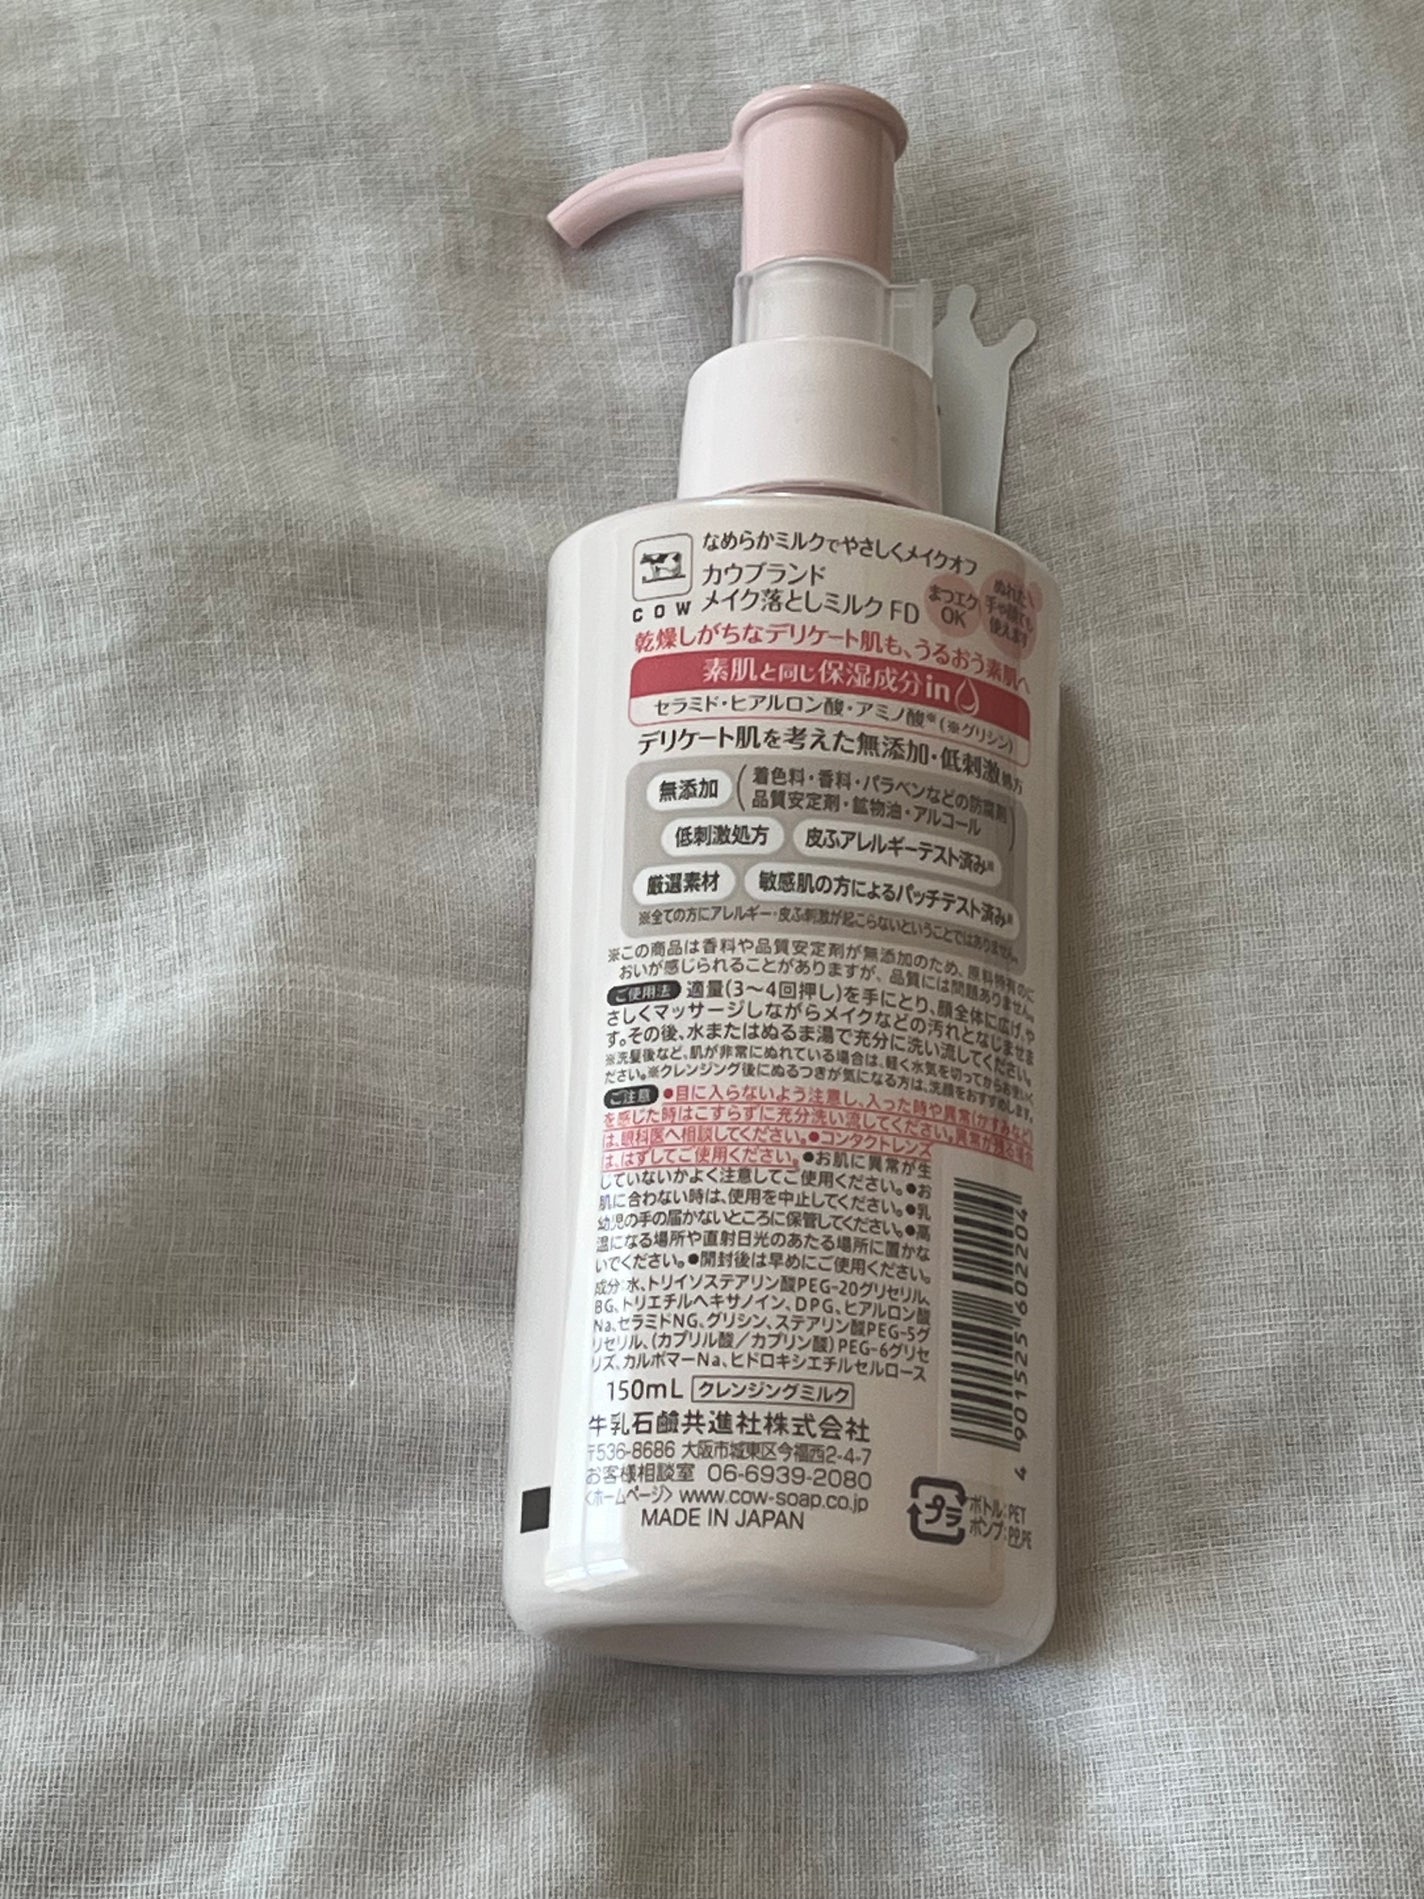 なめらかミルクでやさしくメイクオフ
カウブランド
COW メイク落としミルク FD
まつエク
OK
ぬれた
手や顔でも
使えます
乾燥しがちなデリケート肌も、うるおう素肌へ
素肌と同じ保湿成分in
セラミド・ヒアルロン酸・アミノ酸※(※グリシン)
デリケート肌を考えた無添加・低刺激処方
無添加 (着色料・香料・パラベンなどの防腐剤
品質安定剤・鉱物油・アルコール)
低刺激処方 皮ふアレルギーテスト済み※
厳選素材 敏感肌の方によるパッチテスト済み※
※全ての方にアレルギー・皮ふ刺激が起こらないということではありません。
※この商品は香料や品質安定剤が無添加のため、原料特有のに
おいが感じられることがありますが、品質には問題ありません。
ご使用法 適量(3〜4回押し)を手にとり、顔全体に広げ、や
さしくマッサージしながらメイクなどの汚れとなじませま
す。その後、水またはぬるま湯で充分に洗い流してください。
※洗髪後など、肌が非常にぬれている場合は、軽く水気を切ってからお使いく
ださい。※クレンジング後にぬるつきが気になる方は、洗顔をおすすめします。
ご注意 ●目に入らないよう注意し、入った時や異常(かすみなど)
を感じた時はこすらずに充分洗い流してください。異常が残る場合
は、眼科医へ相談してください。●コンタクトレンズ
は、はずしてご使用ください。●お肌に異常が生
じていないかよく注意してご使用ください。●お
肌に合わない時は、使用を中止してください。●乳
幼児の手の届かないところに保管してください。●高
温になる場所や直射日光のあたる場所に置かな
いでください。●開封後は早めにご使用ください。
成分:水、トリイソステアリン酸PEG-20グリセリル、
BG、トリエチルヘキサノイン、DPG、ヒアルロン酸
Na、セラミドNG、グリシン、ステアリン酸PEG-5グ
リセリル、(カプリル酸/カプリン酸)PEG-6グリセ
リズ、カルボマーNa、ヒドロキシエチルセルロース
150mL クレンジングミルク
牛乳石鹼共進社株式会社
〒536-8686 大阪市城東区今福西2-4-7
お客様相談室 06-6939-2080
<ホームページ> www.cow-soap.co.jp
MADE IN JAPAN
4 901525 602204
プラ
ボトル:PET
ポンプ:PP,PE